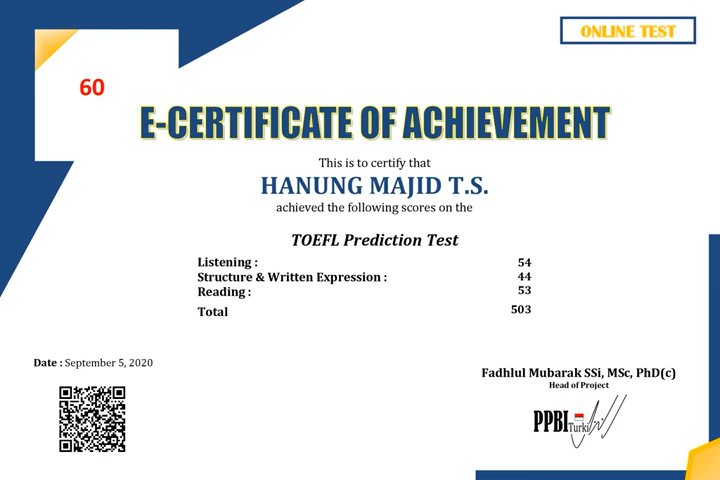 ONLINE TEST
60
E-CERTIFICATE OF ACHIEVEMENT
This is to certify that
HANUNG MAJID T.S.
achieved the following scores on the
TOEFL Prediction Test
Listening : 54
Structure & Written Expression : 44
Reading : 53
Total 503
Date : September 5, 2020
Fadhlul Mubarak SSi, MSc, PhD(c)
Head of Project
PPBI Turki